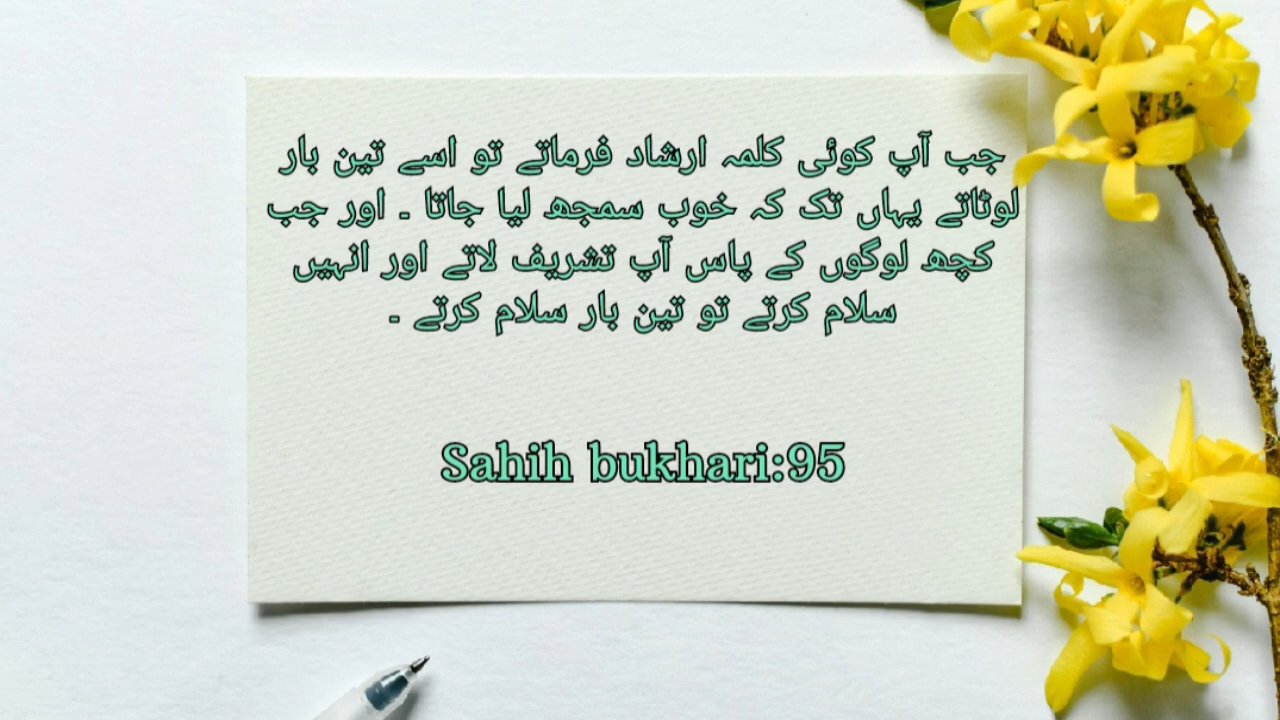 جب آپ کوئی کلمہ ارشاد فرماتے تو اسے تین بار
لوٹاتے یہاں تک کہ خوب سمجھ لیا جاتا ۔ اور جب
کچھ لوگوں کے پاس آپ تشریف لاتے اور انہیں
سلام کرتے تو تین بار سلام کرتے ۔
Sahih bukhari:95